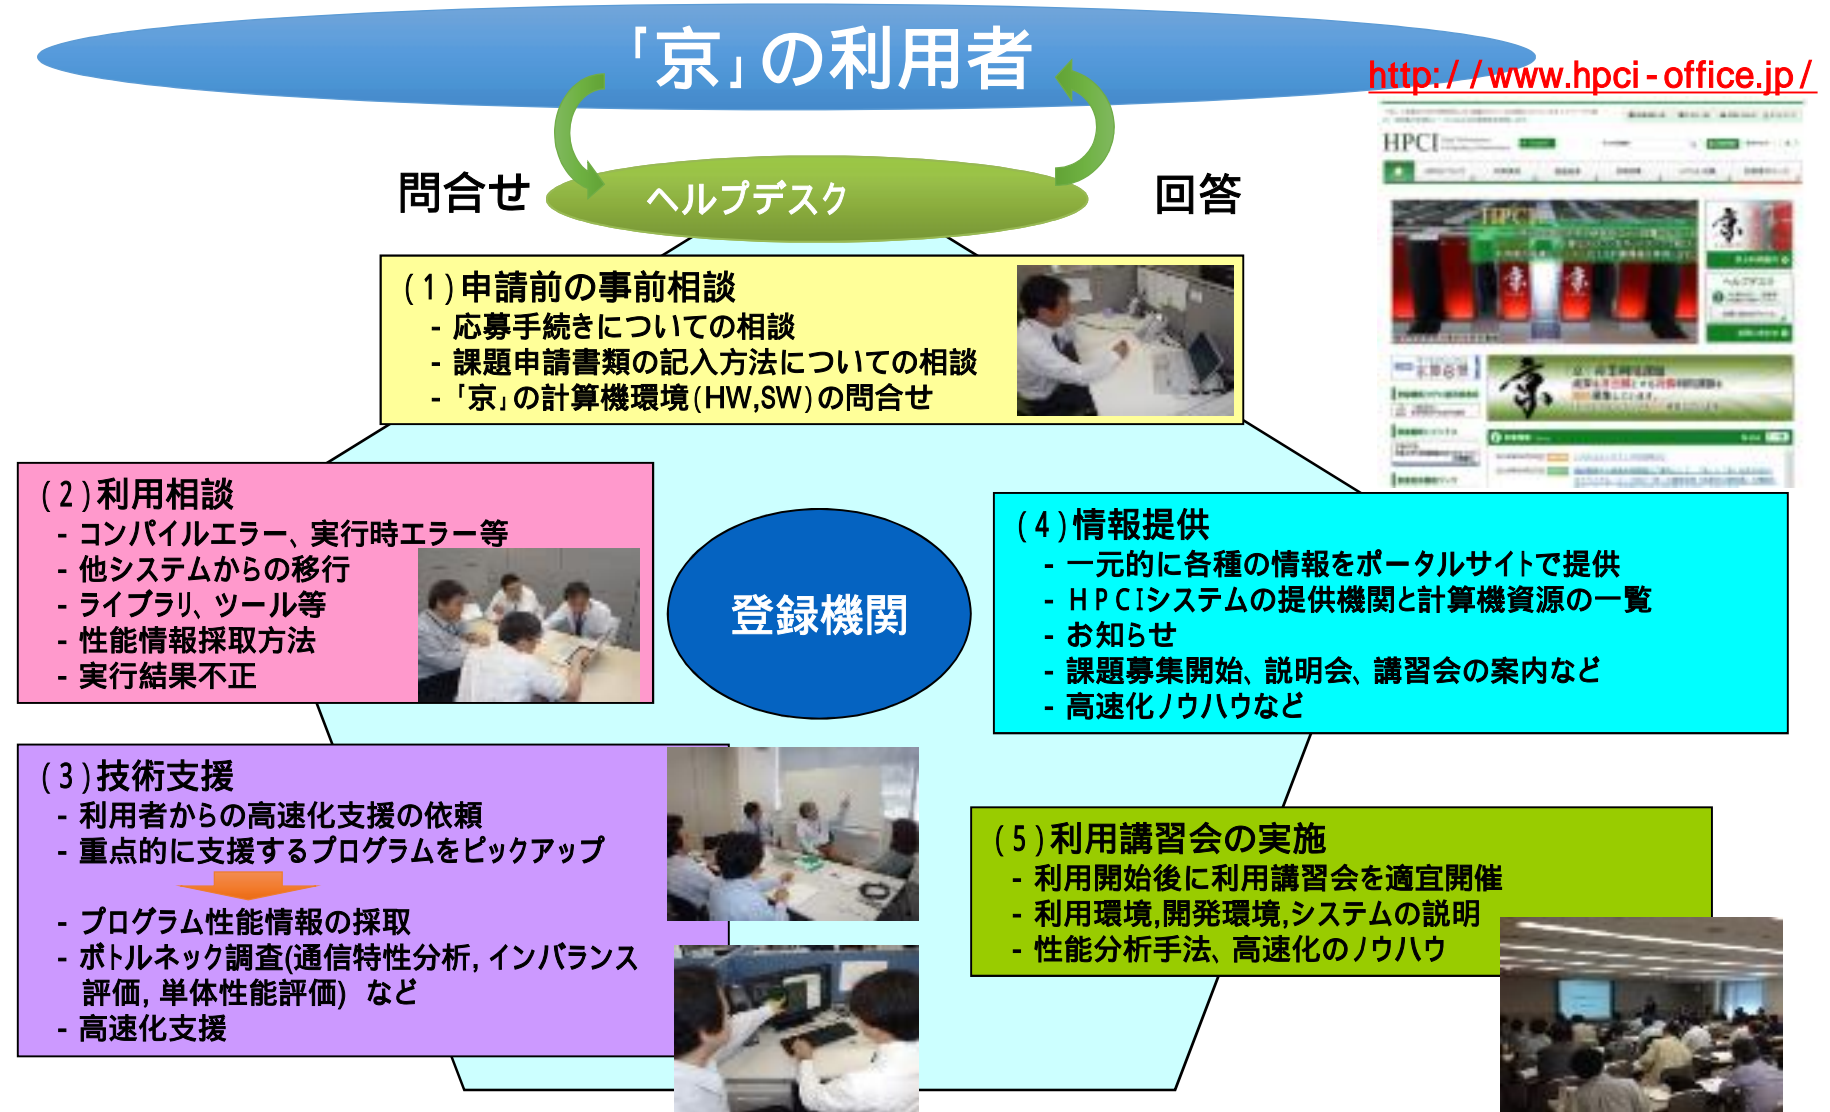 「京」の利用者
http://www.hpci-office.jp/
問合せ
ヘルプデスク
回答
HPCI
HPCI
京
京
京
ヘルプデスク
京
(1)申請前の事前相談
- 応募手続きについての相談
- 課題申請書類の記入方法についての相談
- 「京」の計算機環境(HW,SW)の問合せ
(2)利用相談
- コンパイルエラー、実行時エラー等
- 他システムからの移行
- ライブラリ、ツール等
- 性能情報採取方法
- 実行結果不正
登録機関
(4)情報提供
- 一元的に各種の情報をポータルサイトで提供
- HPCIシステムの提供機関と計算機資源の一覧
- お知らせ
- 課題募集開始、説明会、講習会の案内など
- 高速化ノウハウなど
(3)技術支援
- 利用者からの高速化支援の依頼
- 重点的に支援するプログラムをピックアップ
- プログラム性能情報の採取
- ボトルネック調査(通信特性分析, インバランス
評価, 単体性能評価) など
- 高速化支援
(5)利用講習会の実施
- 利用開始後に利用講習会を適宜開催
- 利用環境,開発環境,システムの説明
- 性能分析手法、高速化のノウハウ